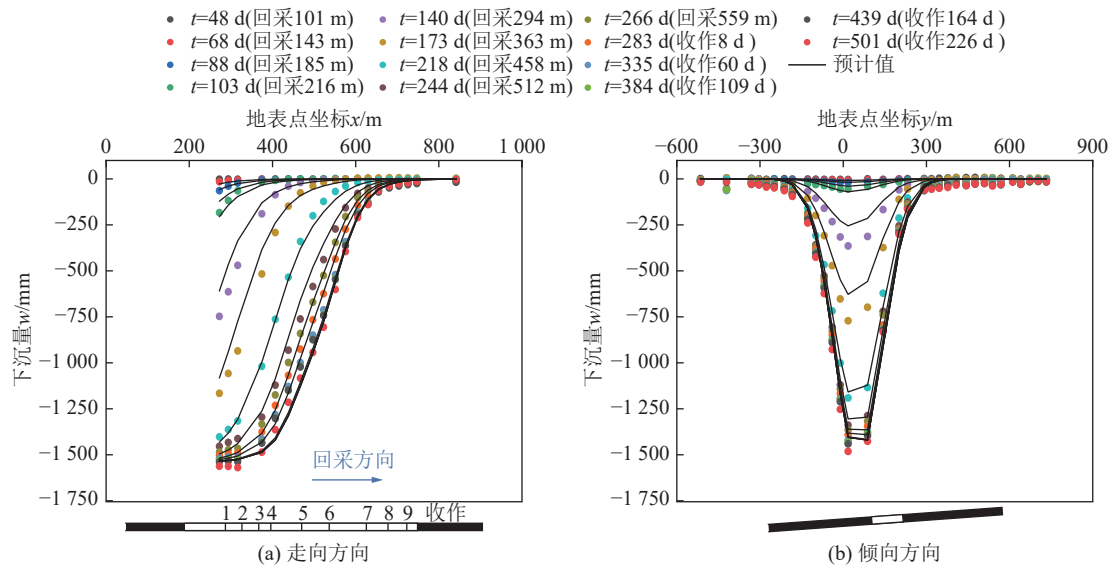 t=48 d(回采101 m) t=140 d(回采294 m) t=266 d(回采559 m) t=439 d(收作164 d )
t=68 d(回采143 m) t=173 d(回采363 m) t=283 d(收作8 d ) t=501 d(收作226 d )
t=88 d(回采185 m) t=218 d(回采458 m) t=335 d(收作60 d ) 预计值
t=103 d(回采216 m) t=244 d(回采512 m) t=384 d(收作109 d )
地表点坐标x/m 地表点坐标y/m
0 200 400 600 800 1 000 −600 −300 0 300 600 900
0 0
−250 −250
−500 −500
−750 −750
−1 000 −1 000
−1 250 −1 250
−1 500 −1 500
−1 750 −1 750
下沉量w/mm 下沉量w/mm
回采方向
1 2 3 4 5 6 7 8 9 收作
(a) 走向方向 (b) 倾向方向